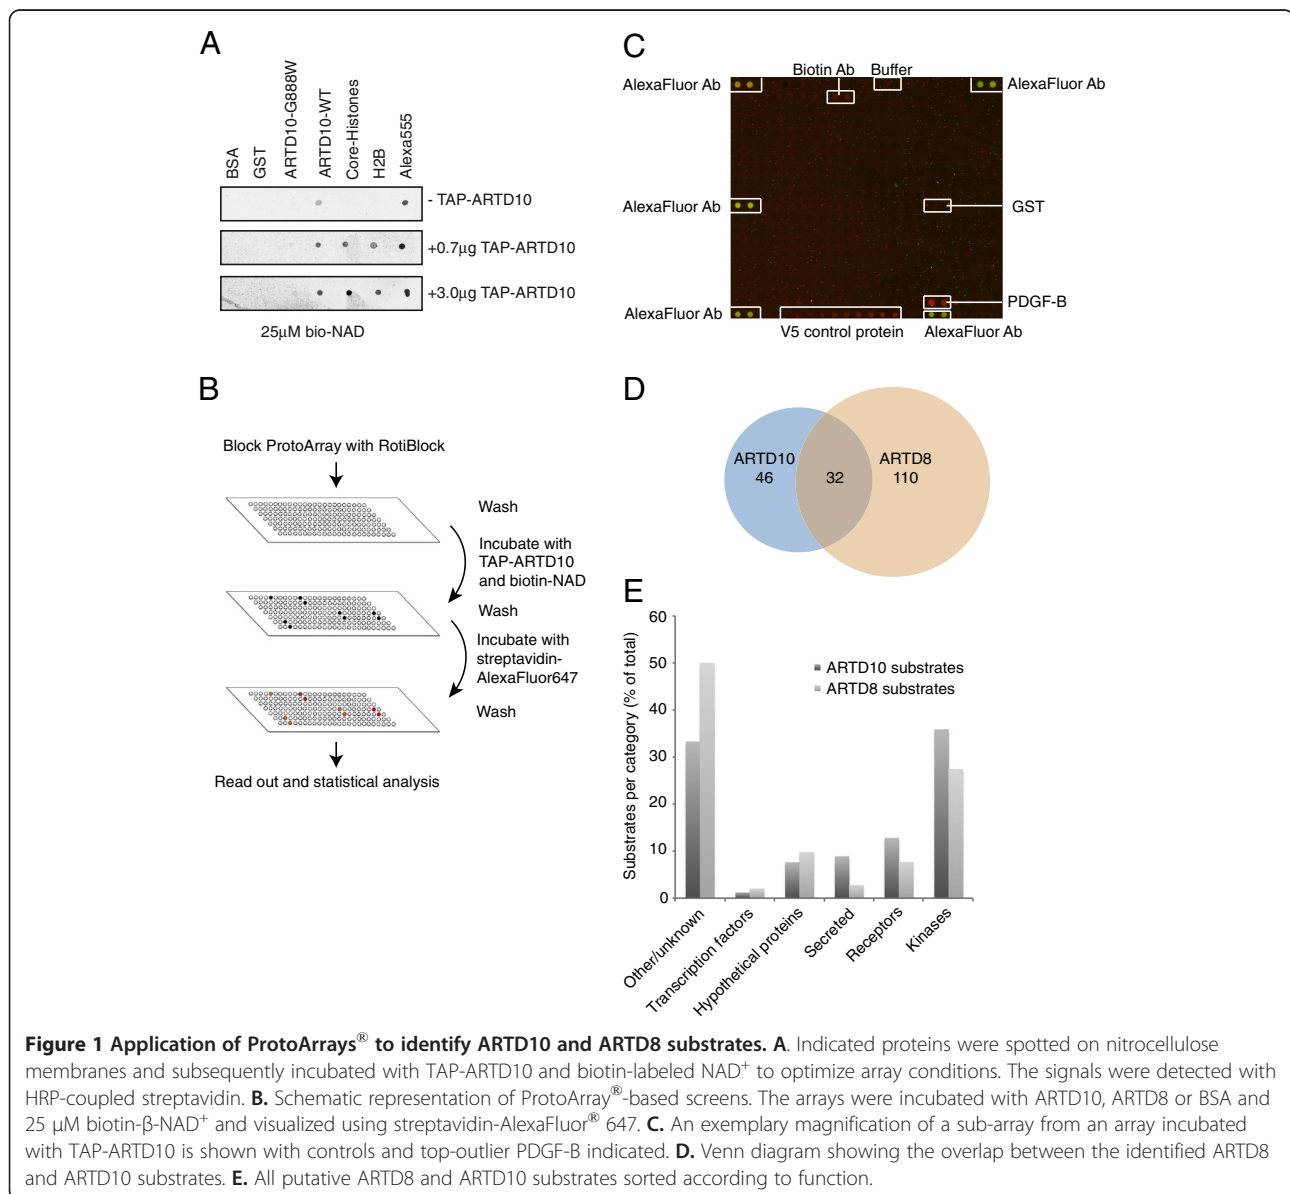 A
BSA
GST
ARTD10-G888W
ARTD10-WT
Core-Histones
H2B
Alexa555
- TAP-ARTD10
+0.7µg TAP-ARTD10
+3.0µg TAP-ARTD10
25µM bio-NAD
B
Block ProtoArray with RotiBlock
Wash
Incubate with
TAP-ARTD10
and biotin-NAD
Wash
Incubate with
streptavidin-
AlexaFluor647
Wash
Read out and statistical analysis
C
Biotin Ab
Buffer
AlexaFluor Ab
AlexaFluor Ab
AlexaFluor Ab
GST
PDGF-B
AlexaFluor Ab
V5 control protein
AlexaFluor Ab
D
ARTD10
46
32
ARTD8
110
E
Substrates per category (% of total)
60
50
40
30
20
10
0
ARTD10 substrates
ARTD8 substrates
Other/unknown
Transcription factors
Hypothetical proteins
Secreted
Receptors
Kinases
Figure 1 Application of ProtoArrays® to identify ARTD10 and ARTD8 substrates. A. Indicated proteins were spotted on nitrocellulose
membranes and subsequently incubated with TAP-ARTD10 and biotin-labeled NAD⁺ to optimize array conditions. The signals were detected with
HRP-coupled streptavidin. B. Schematic representation of ProtoArray®-based screens. The arrays were incubated with ARTD10, ARTD8 or BSA and
25 µM biotin-β-NAD⁺ and visualized using streptavidin-AlexaFluor® 647. C. An exemplary magnification of a sub-array from an array incubated
with TAP-ARTD10 is shown with controls and top-outlier PDGF-B indicated. D. Venn diagram showing the overlap between the identified ARTD8
and ARTD10 substrates. E. All putative ARTD8 and ARTD10 substrates sorted according to function.